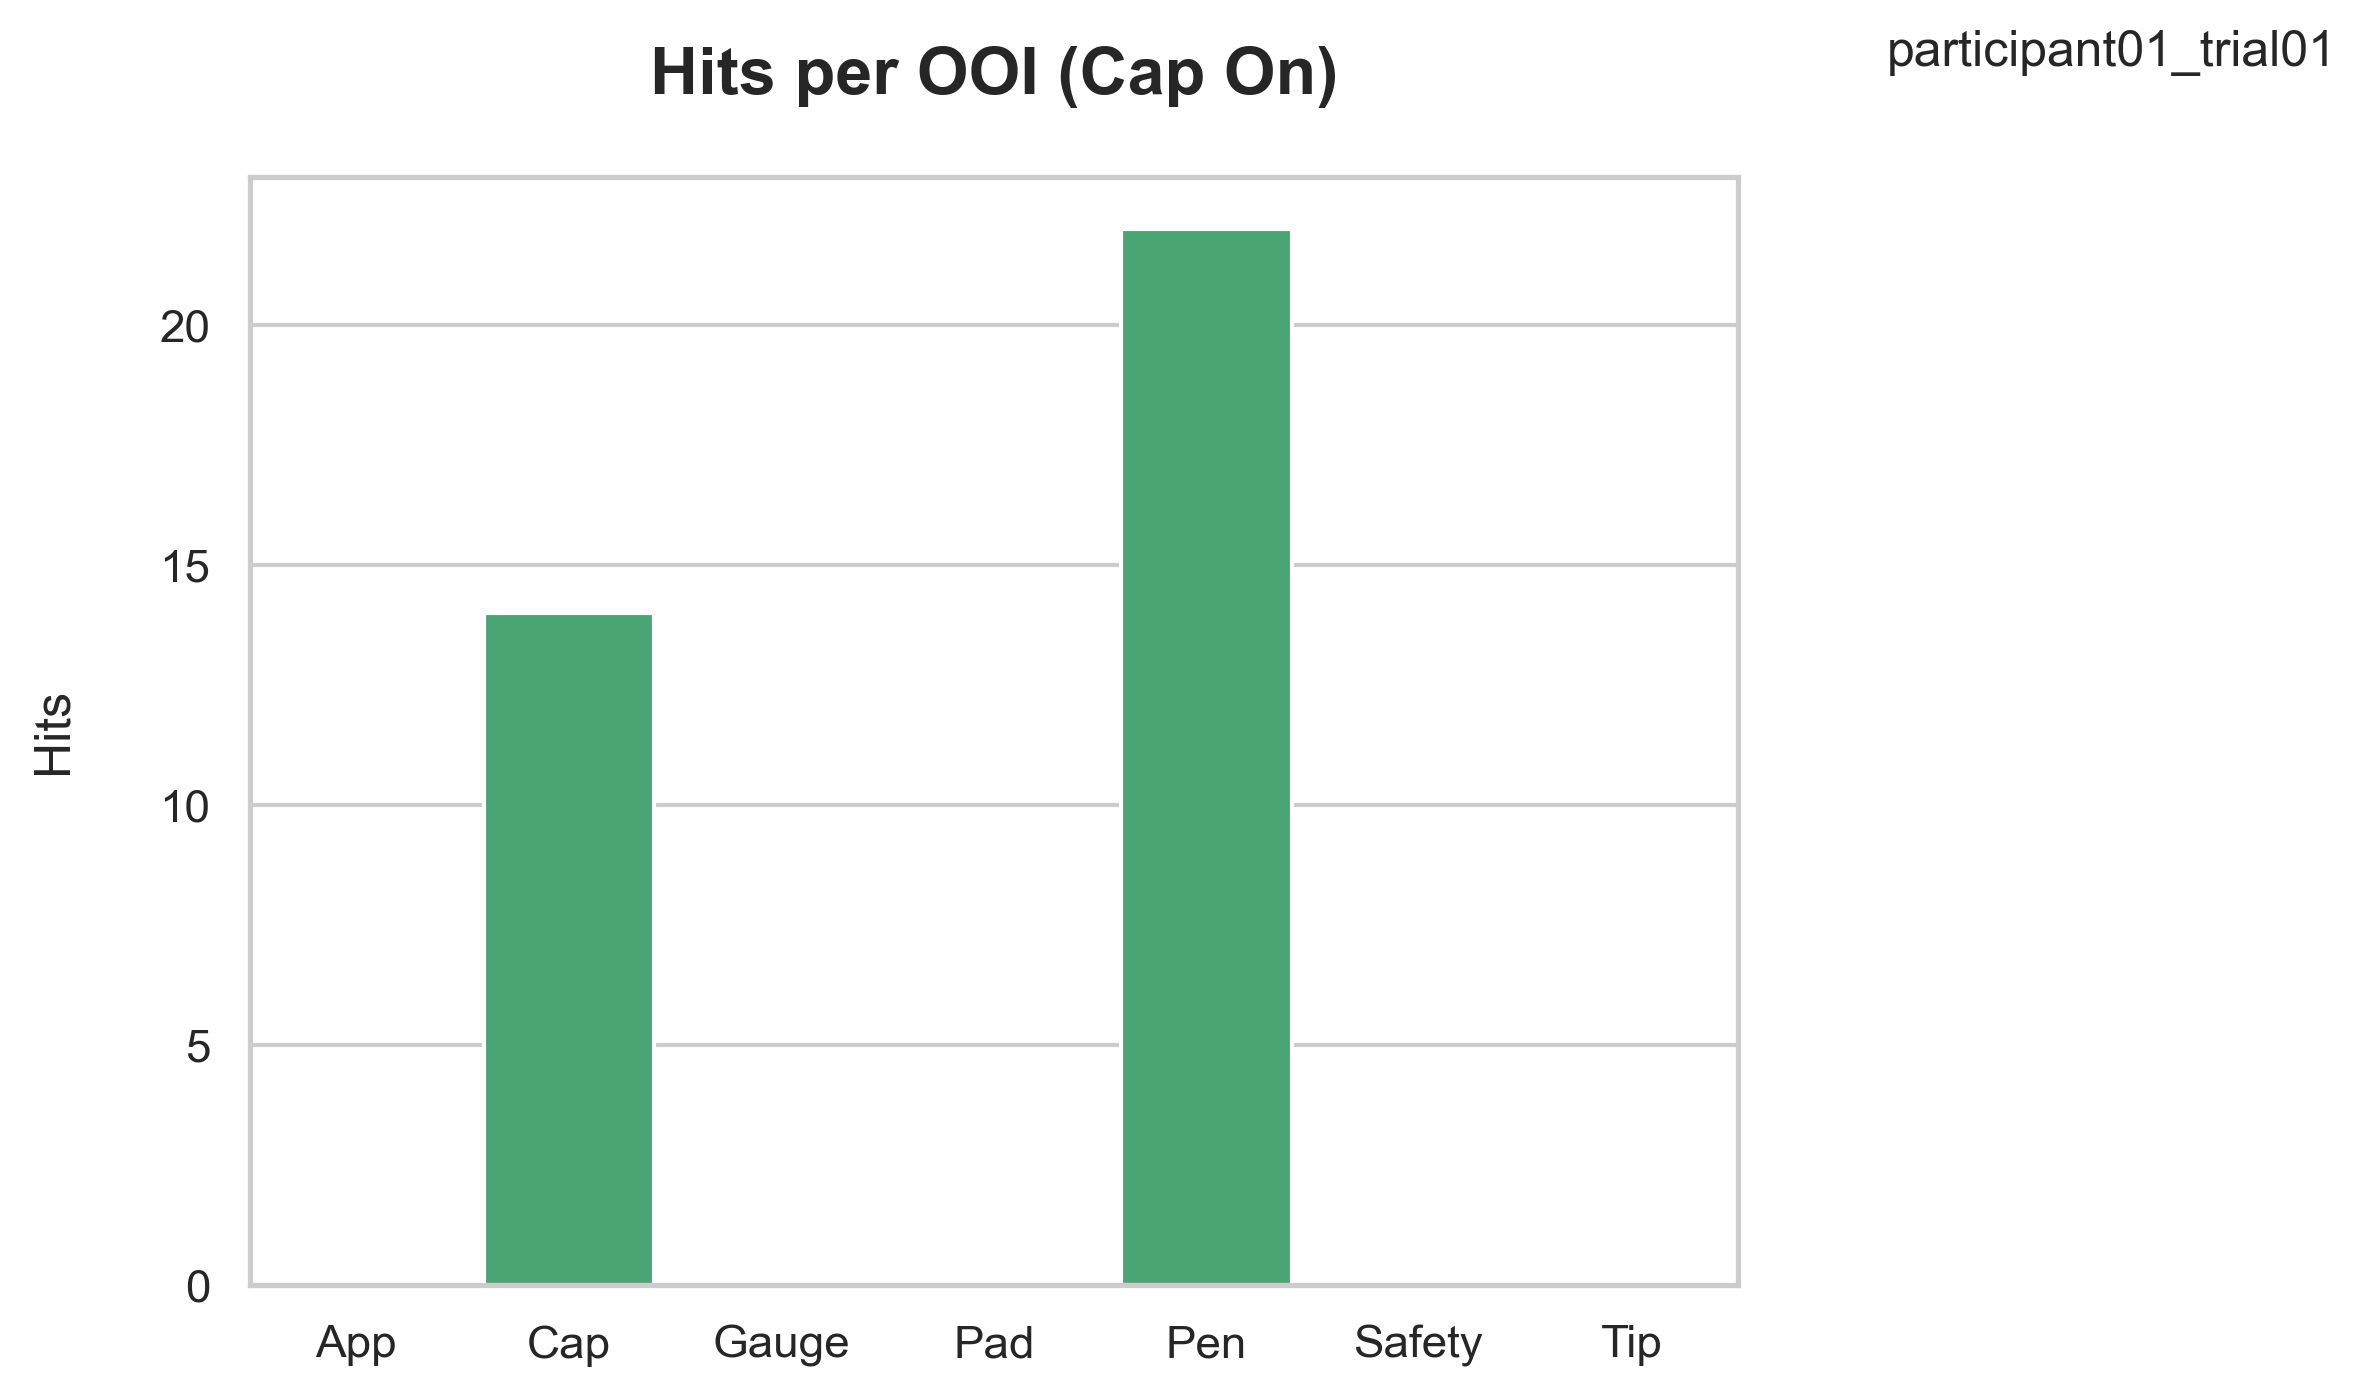 Hits per OOI (Cap On)
participant01_trial01
Hits
20
15
10
5
0
App Cap Gauge Pad Pen Safety Tip